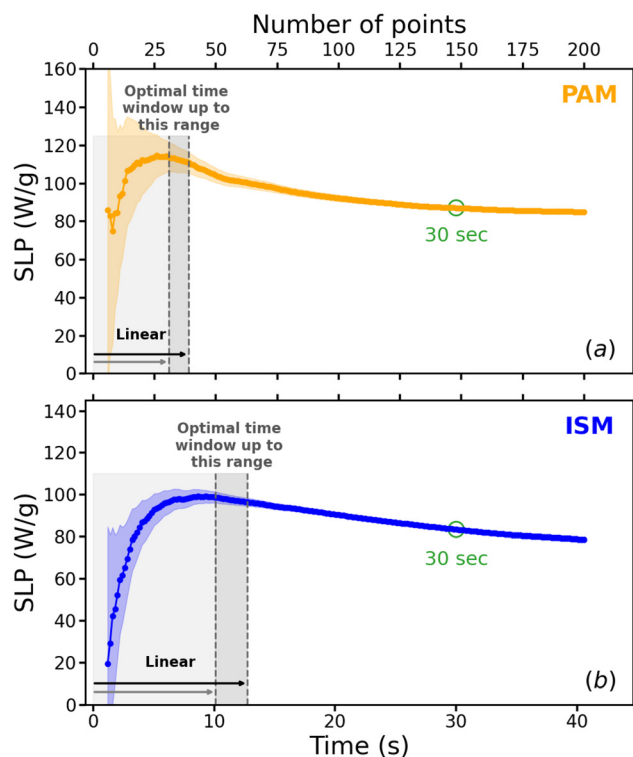 Number of points
0 25 50 75 100 125 150 175 200
160
140
120
100
80
60
40
20
0
SLP (W/g)
Optimal time
window up to
this range
PAM
30 sec
Linear
(a)
140
120
100
80
60
40
20
0
SLP (W/g)
Optimal time
window up to
this range
ISM
30 sec
Linear
(b)
0 10 20 30 40
Time (s)